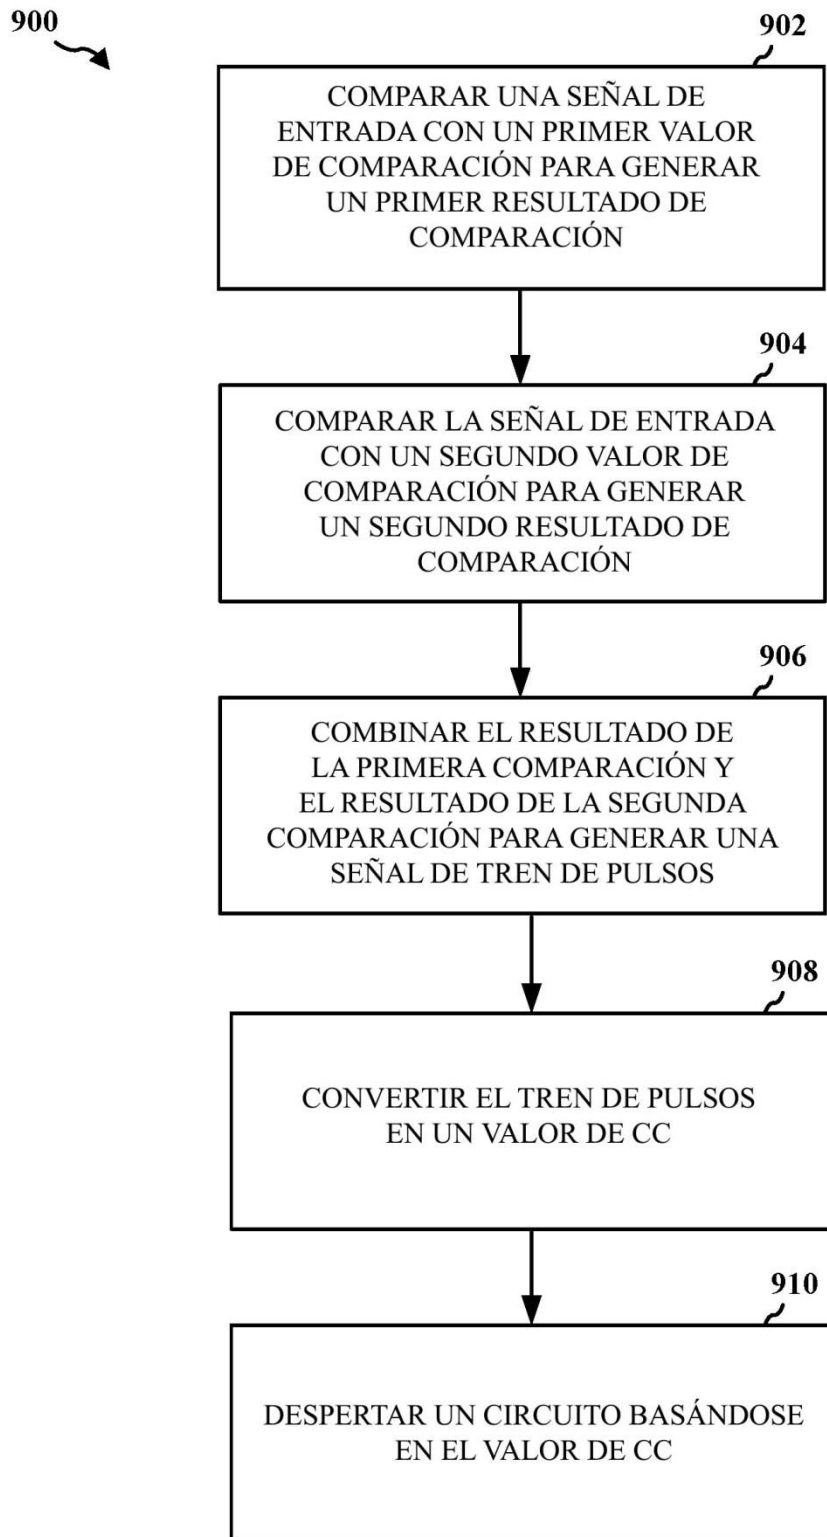 900
902
COMPARAR UNA SEÑAL DE
ENTRADA CON UN PRIMER VALOR
DE COMPARACIÓN PARA GENERAR
UN PRIMER RESULTADO DE
COMPARACIÓN
904
COMPARAR LA SEÑAL DE ENTRADA
CON UN SEGUNDO VALOR DE
COMPARACIÓN PARA GENERAR
UN SEGUNDO RESULTADO DE
COMPARACIÓN
906
COMBINAR EL RESULTADO DE
LA PRIMERA COMPARACIÓN Y
EL RESULTADO DE LA SEGUNDA
COMPARACIÓN PARA GENERAR UNA
SEÑAL DE TREN DE PULSOS
908
CONVERTIR EL TREN DE PULSOS
EN UN VALOR DE CC
910
DESPERTAR UN CIRCUITO BASÁNDOSE
EN EL VALOR DE CC